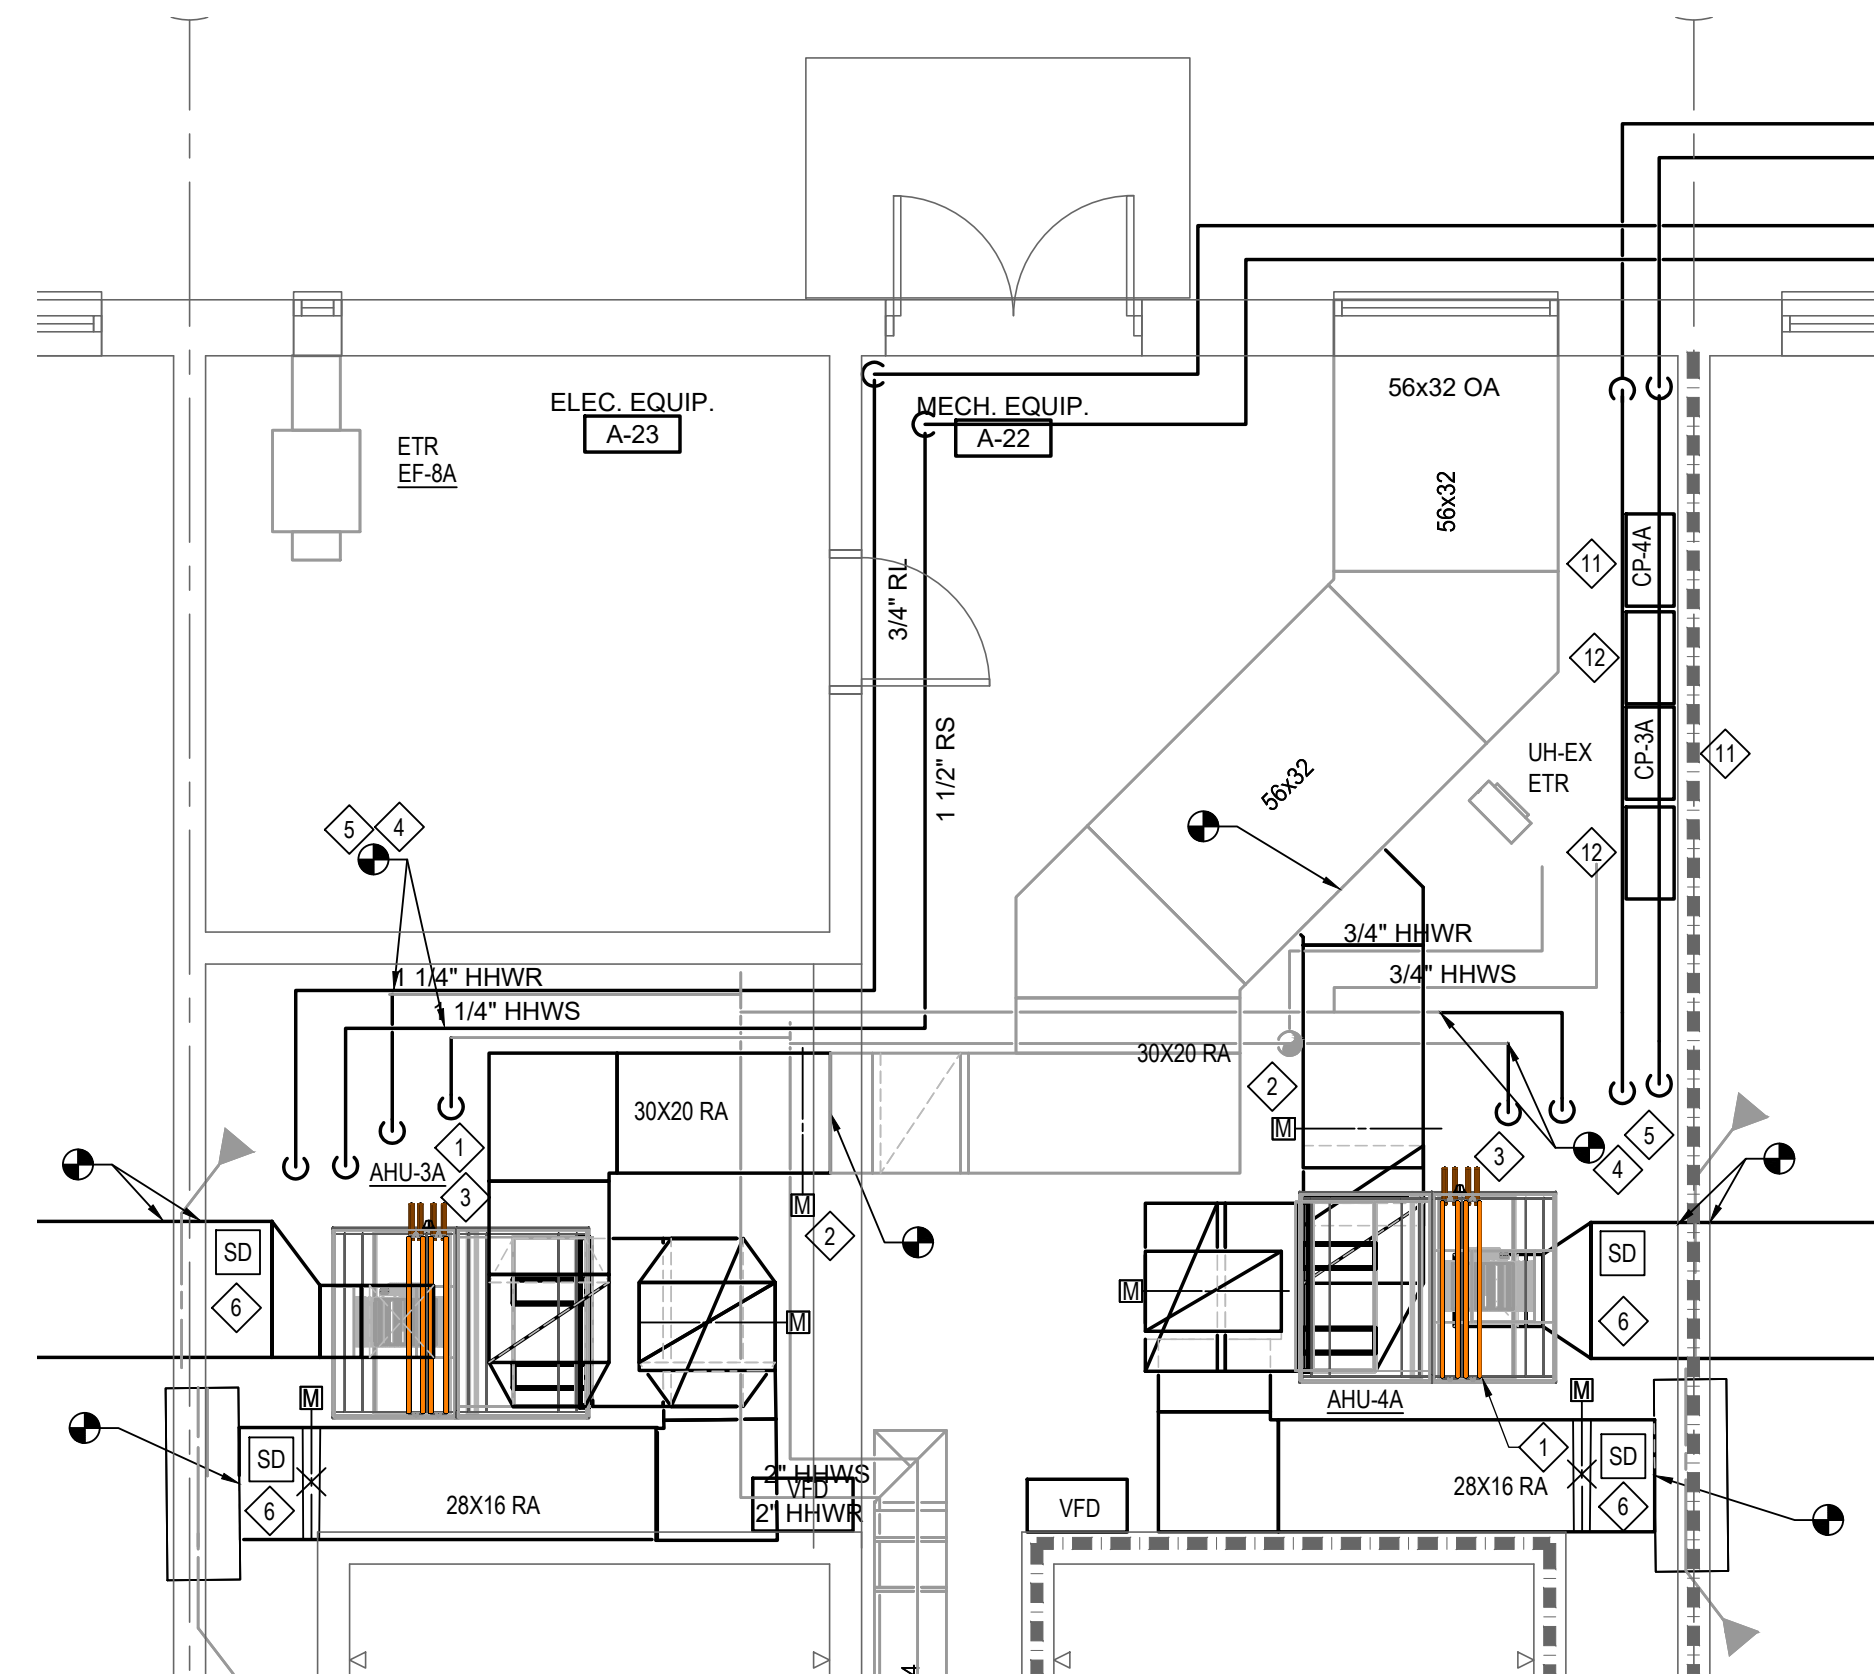 56x32 OA
ELEC. EQUIP.
A-23
MECH. EQUIP.
A-22
ETR
EF-8A
56x32
3/4" RL
11
CP-4A
12
1 1/2" RS
CP-3A
11
UH-EX
ETR
56x32
5
4
12
3/4" HHWR
1 1/4" HHWR
3/4" HHWS
1 1/4" HHWS
30X20 RA
2
30X20 RA
M
1
AHU-3A
3
3
5
4
M
2
SD
SD
6
M
M
6
M
AHU-4A
M
SD
6
28X16 RA
2" HHWS
VFD
2" HHWR
VFD
1
28X16 RA
SD
6
4